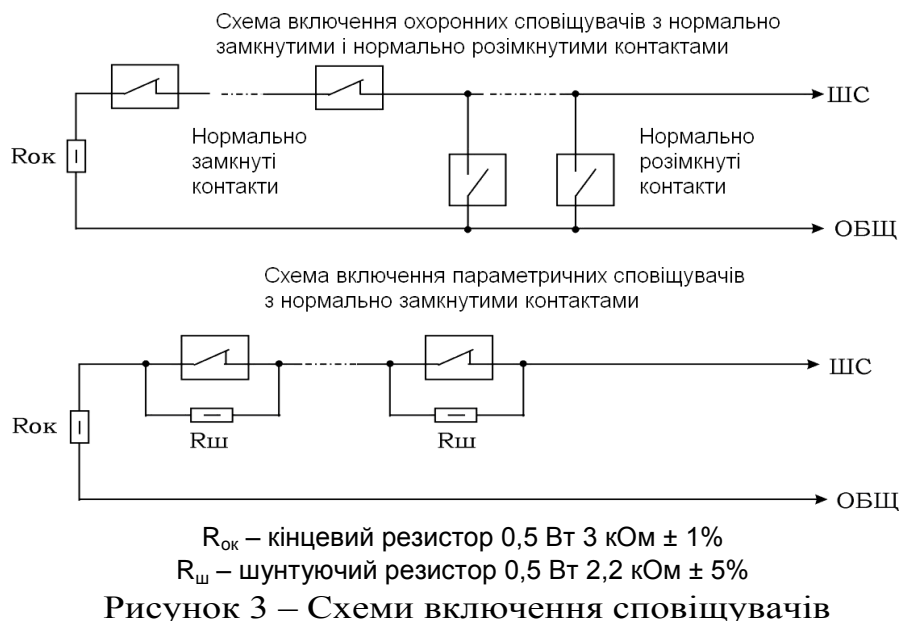 Схема включення охоронних сповіщувачів з нормально
замкнутими і нормально розімкнутими контактами
ШС
Rок
Нормально
замкнуті
контакти
Нормально
розімкнуті
контакти
ОБЩ
Схема включення параметричних сповіщувачів
з нормально замкнутими контактами
ШС
Rок
Rш
Rш
ОБЩ
Rок – кінцевий резистор 0,5 Вт 3 кОм ± 1%
Rш – шунтуючий резистор 0,5 Вт 2,2 кОм ± 5%
Рисунок 3 – Схеми включення сповіщувачів